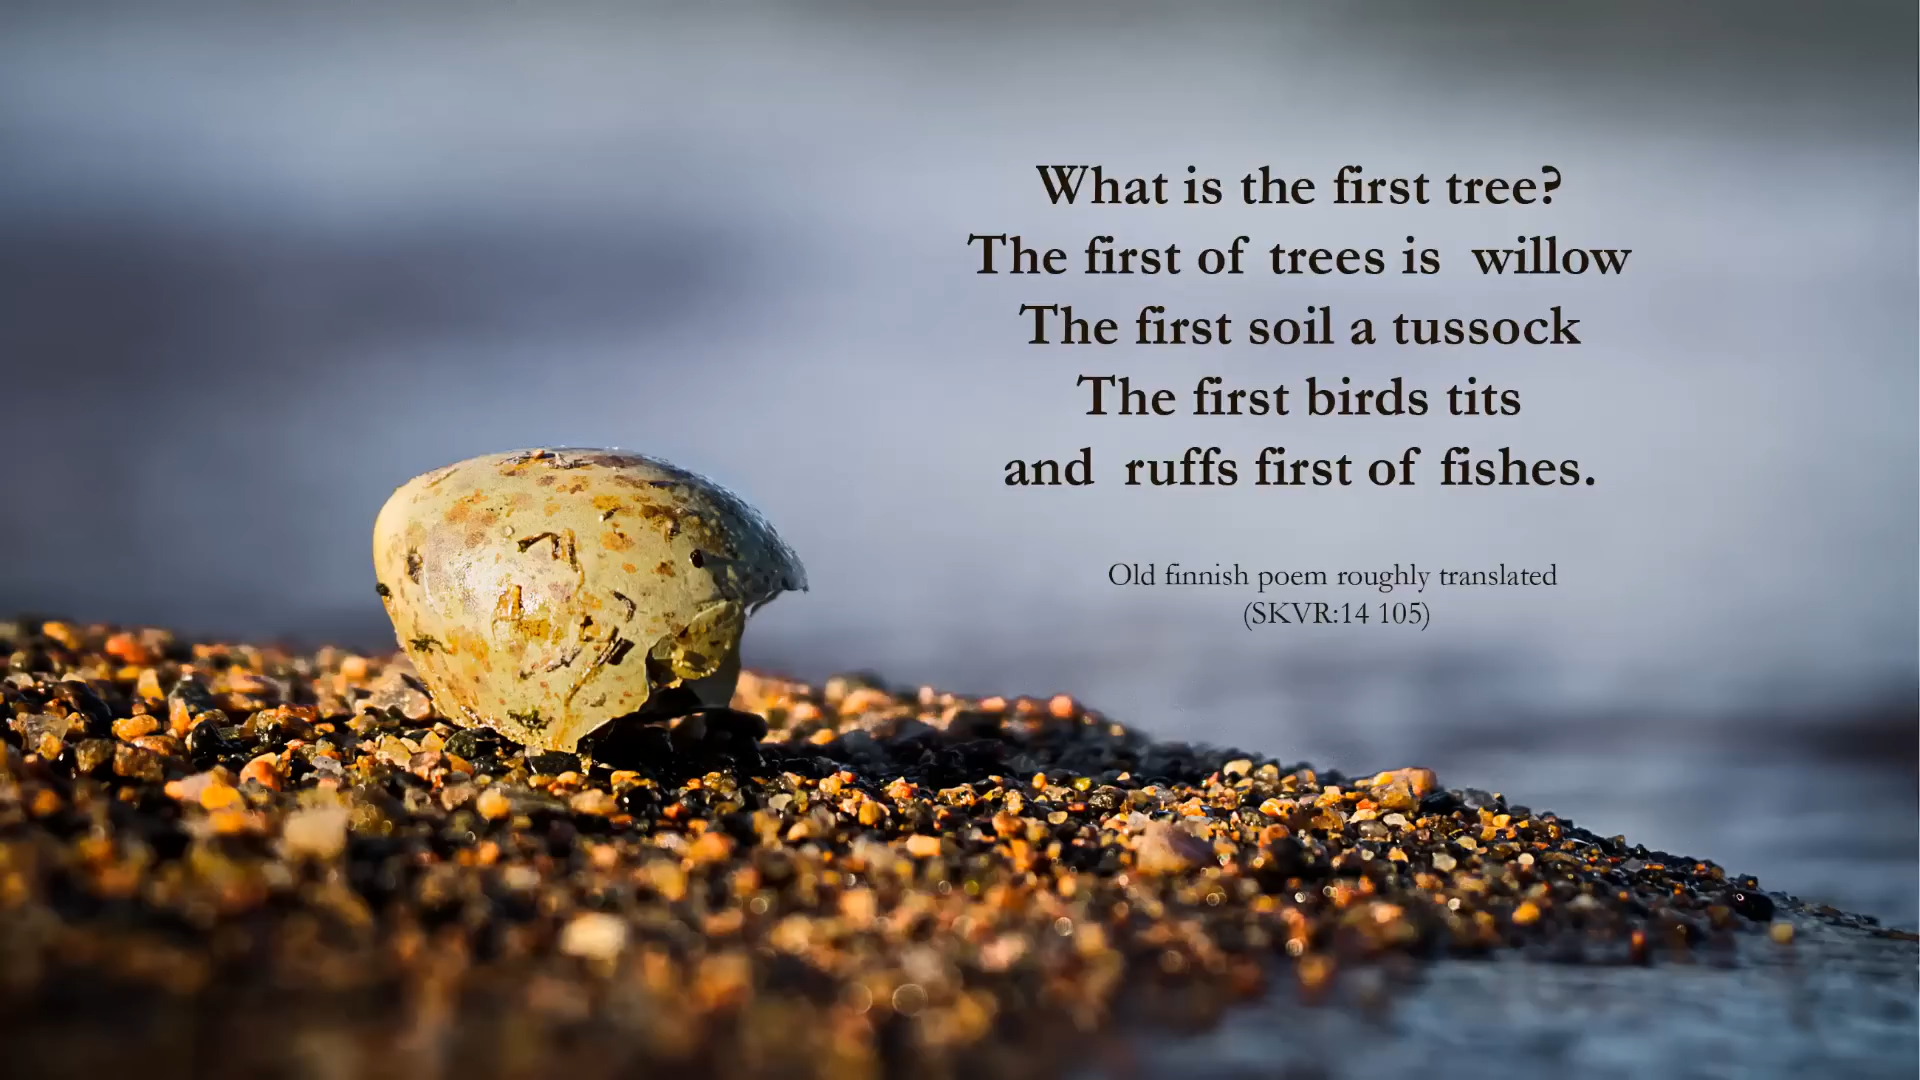 What is the first tree?
The first of trees is willow
The first soil a tussock
The first birds tits
and ruffs first of fishes.
Old finnish poem roughly translated
(SKVR:14 105)